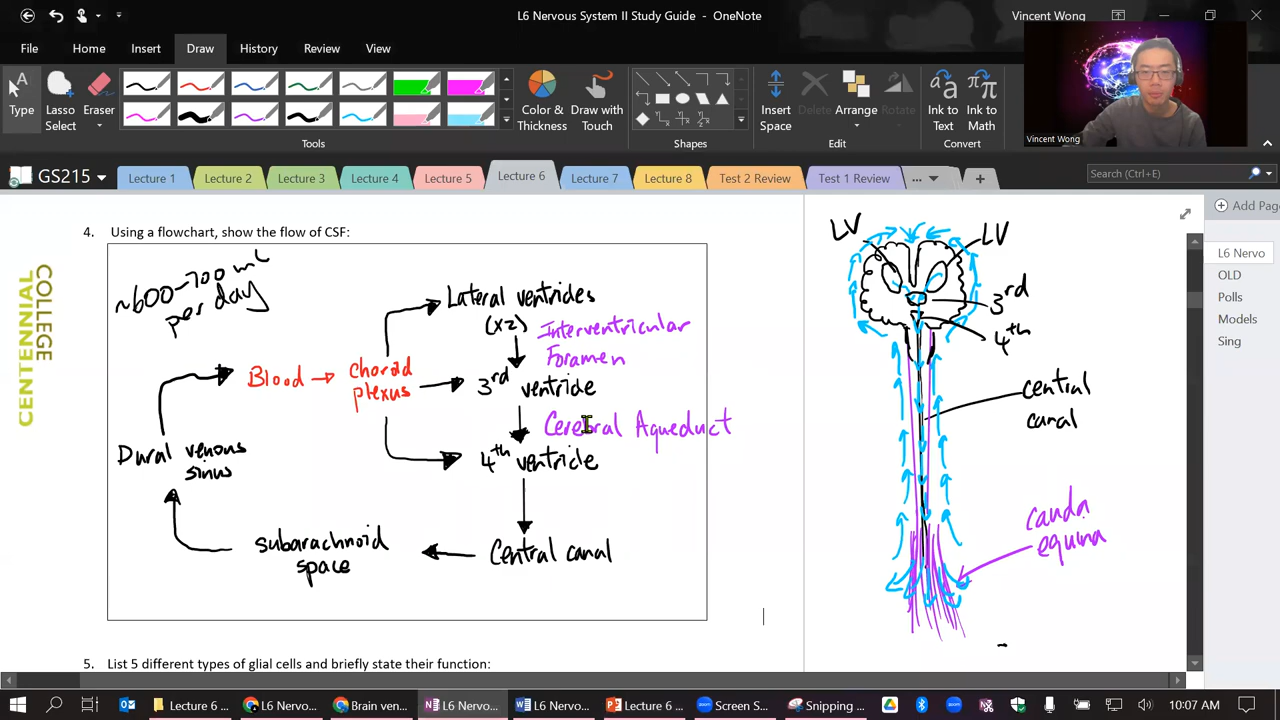 L6 Nervous System II Study Guide - OneNote
Vincent Wong
File Home Insert Draw History Review View
Type
Lasso Select
Eraser
Color & Thickness
Draw with Touch
Insert Space
Delete
Arrange
Rotate
Ink to Text
Ink to Math
Tools
Shapes
Edit
Convert
Vincent Wong
GS215
Lecture 1 Lecture 2 Lecture 3 Lecture 4 Lecture 5 Lecture 6 Lecture 7 Lecture 8 Test 2 Review Test 1 Review ...
Search (Ctrl+E)
Add Pag
L6 Nervo
OLD
Polls
Models
Sing
CENTENNIAL
COLLEGE
4. Using a flowchart, show the flow of CSF:
~600-700 mL
per day
Lateral ventricles
(x2)
Interventricular
Foramen
Blood → choroid
plexus
3rd ventricle
Cerebral Aqueduct
Dural venous
sinus
4th ventricle
subarachnoid
space
Central canal
LV
LV
3rd
4th
central
canal
cauda
equina
5. List 5 different types of glial cells and briefly state their function:
Lecture 6 ...
L6 Nervo...
Brain ven...
L6 Nervo...
L6 Nervo...
Lecture 6 ...
Screen S...
Snipping ...
10:07 AM